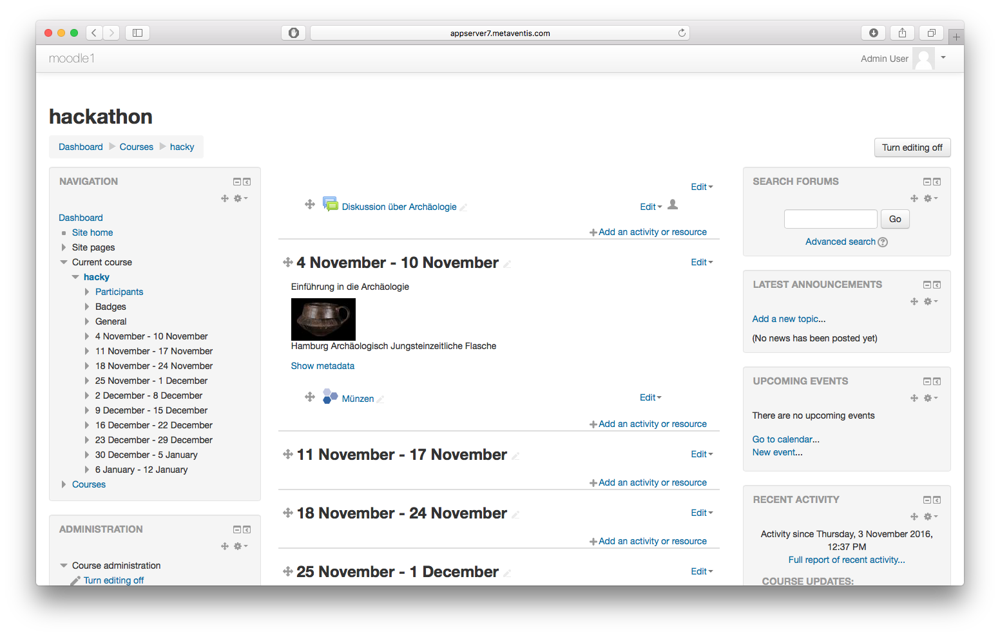 appserver7.metaventis.com
moodle1
Admin User
hackathon
Dashboard Courses hacky
Turn editing off
NAVIGATION
Dashboard
Site home
Site pages
Current course
hacky
Participants
Badges
General
4 November - 10 November
11 November - 17 November
18 November - 24 November
25 November - 1 December
2 December - 8 December
9 December - 15 December
16 December - 22 December
23 December - 29 December
30 December - 5 January
6 January - 12 January
Courses
ADMINISTRATION
Course administration
Turn editing off
Edit
Diskussion über Archäologie
Edit
Add an activity or resource
4 November - 10 November
Edit
Einführung in die Archäologie
Hamburg Archäologisch Jungsteinzeitliche Flasche
Show metadata
Münzen
Edit
Add an activity or resource
11 November - 17 November
Edit
Add an activity or resource
18 November - 24 November
Edit
Add an activity or resource
25 November - 1 December
Edit
SEARCH FORUMS
Go
Advanced search
LATEST ANNOUNCEMENTS
Add a new topic...
(No news has been posted yet)
UPCOMING EVENTS
There are no upcoming events
Go to calendar...
New event...
RECENT ACTIVITY
Activity since Thursday, 3 November 2016,
12:37 PM
Full report of recent activity...
COURSE UPDATES: